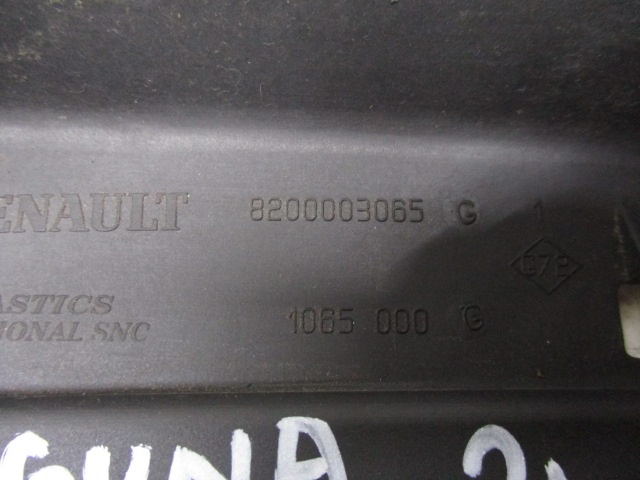 ENAULT 8200003065 G 1
ASTICS 1065 000 G
IONAL SNC
GUNA 2